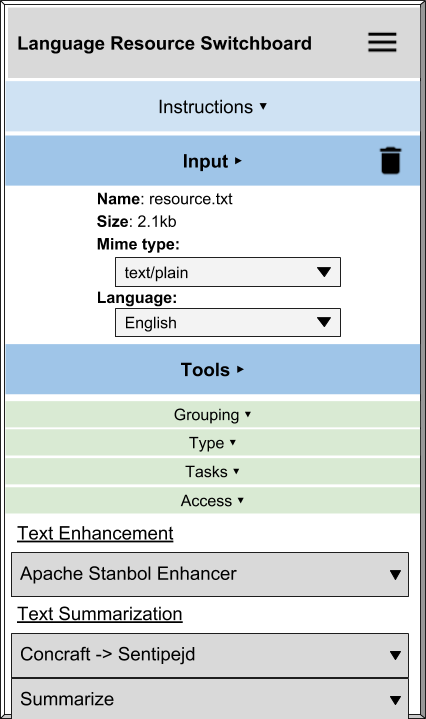 Language Resource Switchboard
Instructions ▾
Input ▸
Name: resource.txt
Size: 2.1kb
Mime type:
text/plain
Language:
English
Tools ▸
Grouping ▾
Type ▾
Tasks ▾
Access ▾
Text Enhancement
Apache Stanbol Enhancer
Text Summarization
Concraft -> Sentipejd
Summarize